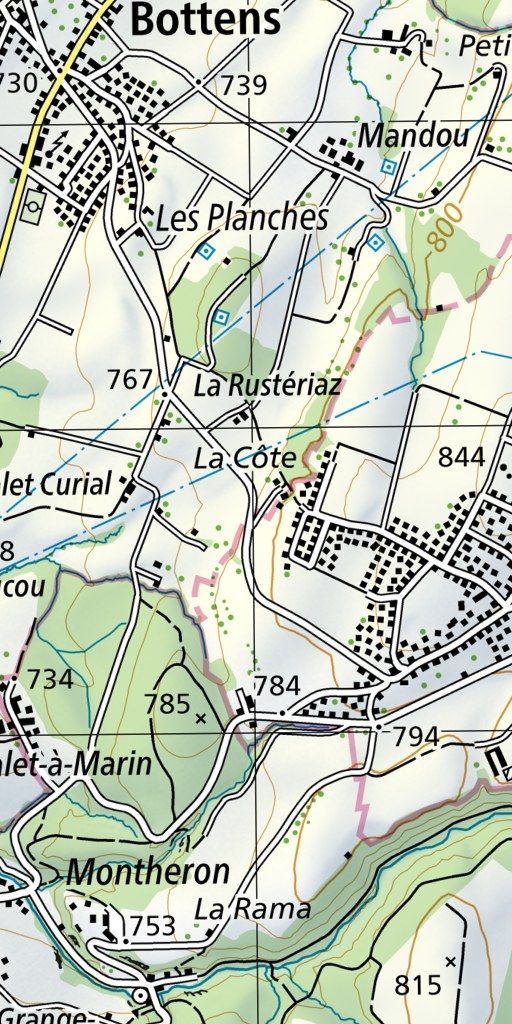 Bottens
Peti
730
739
Mandou
Les Planches
800
767
La Rustériaz
La Côte
844
let Curial
8
cou
734
784
785
794
alet-à-Marin
Montheron
La Rama
753
815
Grange-